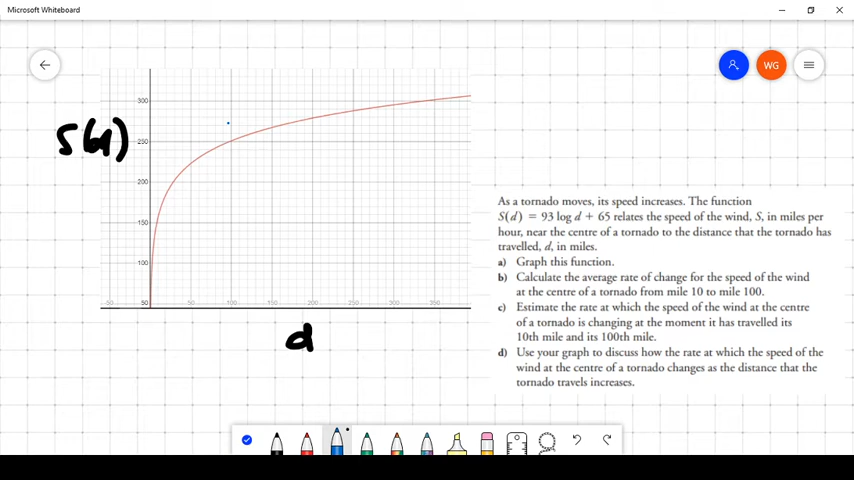 Microsoft Whiteboard
WG
S(d)
300
250
200
150
100
50
-50
50
100
150
200
250
300
350
d
As a tornado moves, its speed increases. The function
S(d) = 93 log d + 65 relates the speed of the wind, S, in miles per
hour, near the centre of a tornado to the distance that the tornado has
travelled, d, in miles.
a) Graph this function.
b) Calculate the average rate of change for the speed of the wind
at the centre of a tornado from mile 10 to mile 100.
c) Estimate the rate at which the speed of the wind at the centre
of a tornado is changing at the moment it has travelled its
10th mile and its 100th mile.
d) Use your graph to discuss how the rate at which the speed of the
wind at the centre of a tornado changes as the distance that the
tornado travels increases.